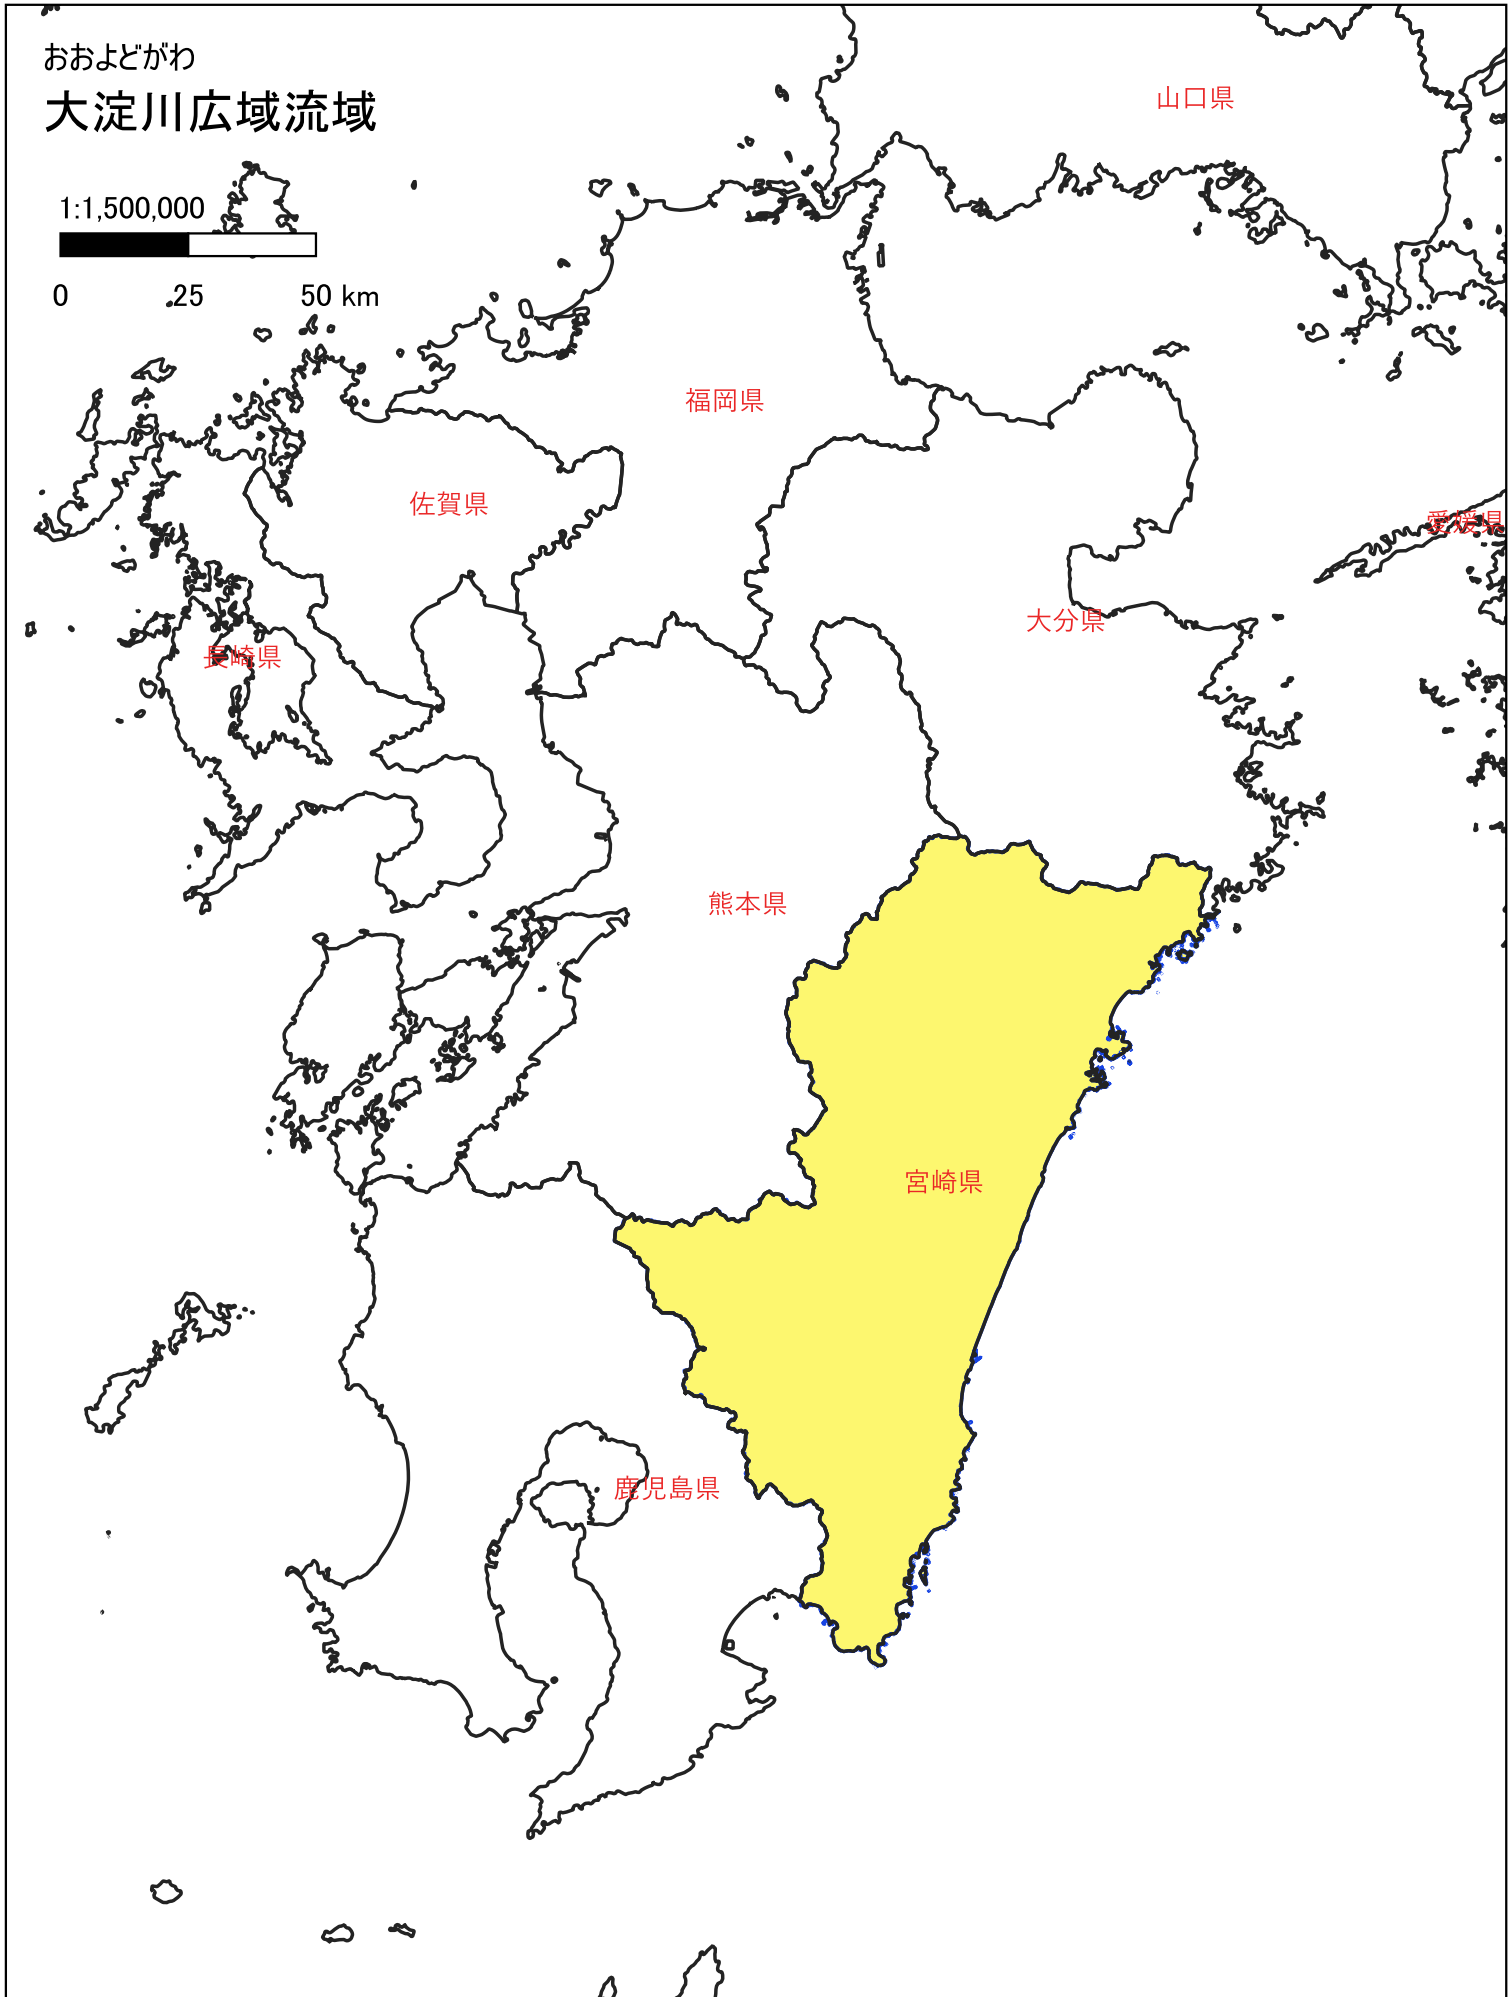 おおよどがわ
大淀川広域流域
1:1,500,000
0 25 50 km
山口県
福岡県
佐賀県
愛媛県
大分県
長崎県
熊本県
宮崎県
鹿児島県